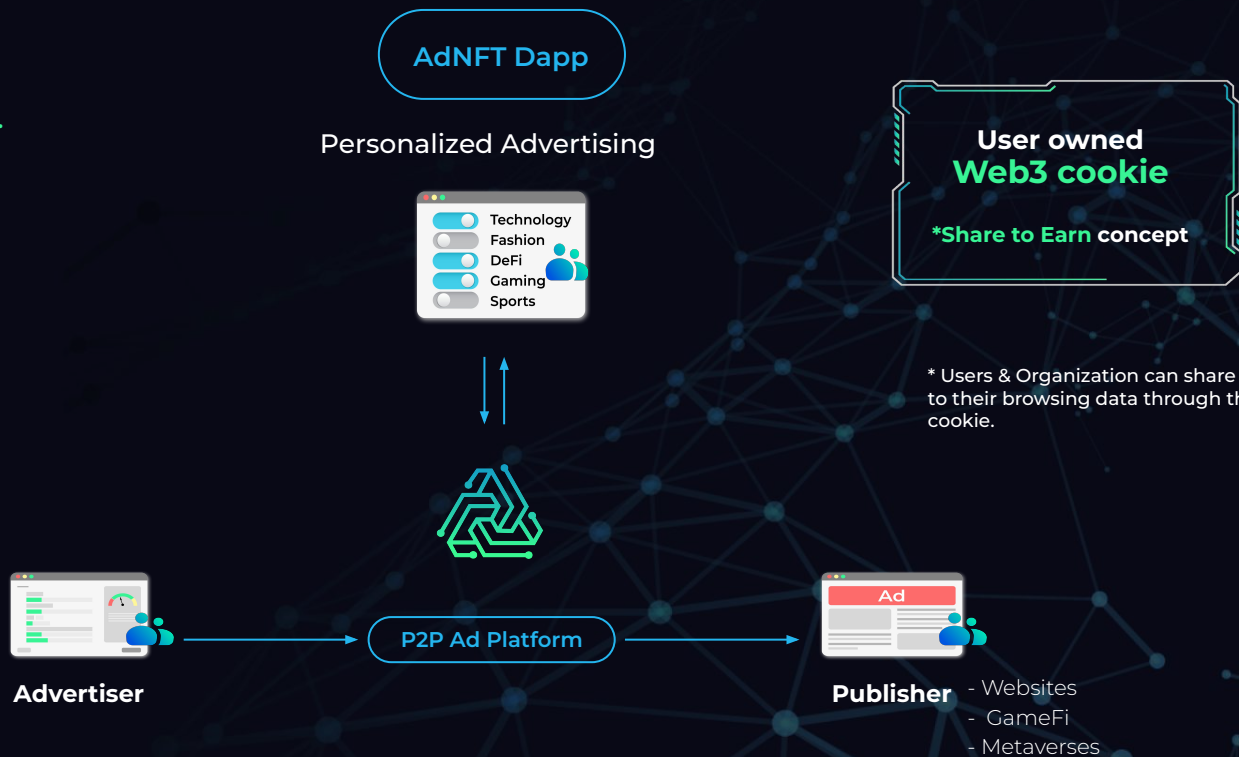 AdNFT Dapp
Personalized Advertising
Technology
Fashion
DeFi
Gaming
Sports
User owned
Web3 cookie
*Share to Earn concept
* Users & Organization can share
to their browsing data through
cookie.
Ad
P2P Ad Platform
Advertiser
Publisher
- Websites
- GameFi
- Metaverses